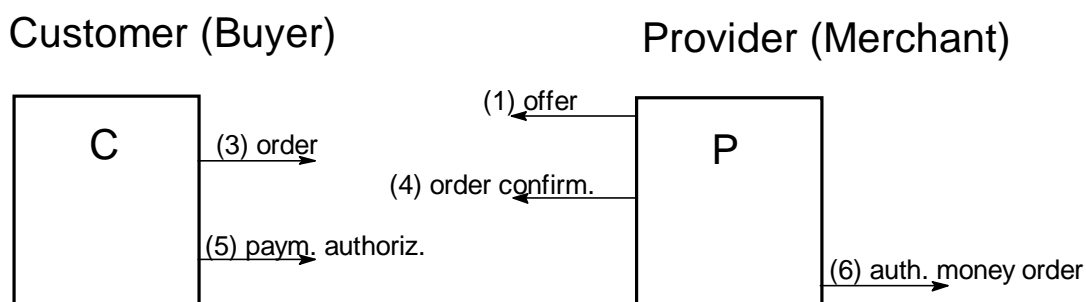 Customer (Buyer)
Provider (Merchant)
(1) offer
C
P
(3) order
(4) order confirm.
(5) paym. authoriz.
(6) auth. money order